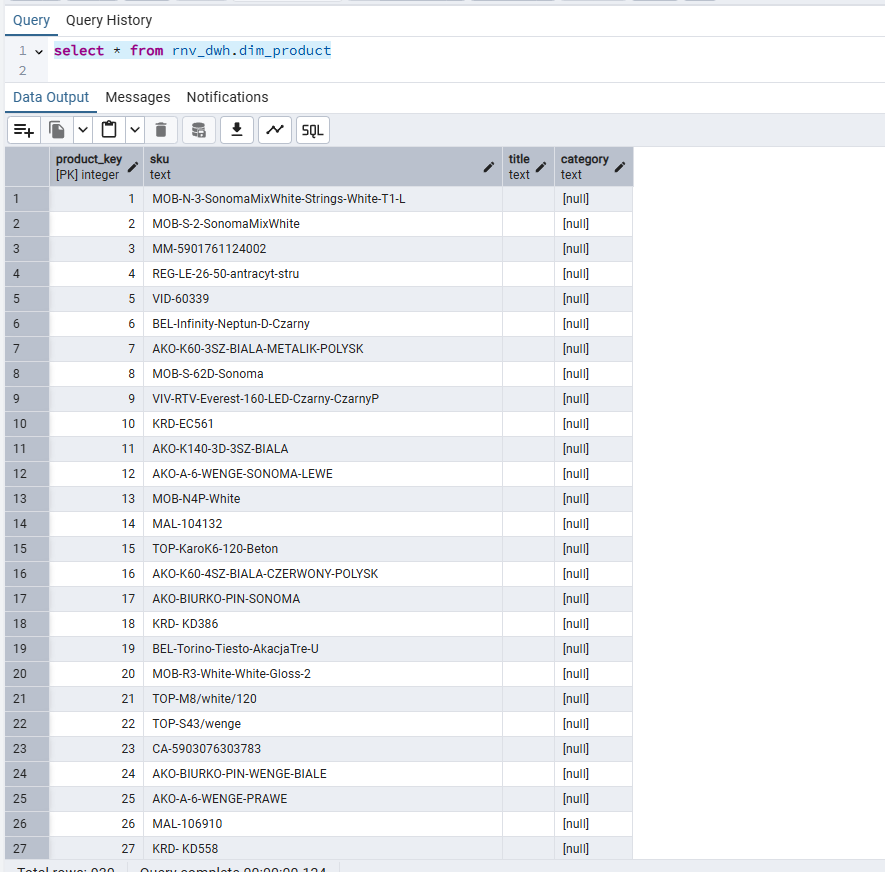 Query Query History
1 select * from rnv_dwh.dim_product
2
Data Output Messages Notifications
SQL
product_key sku title category
[PK] integer text text text
1 1 MOB-N-3-SonomaMixWhite-Strings-White-T1-L [null]
2 2 MOB-S-2-SonomaMixWhite [null]
3 3 MM-5901761124002 [null]
4 4 REG-LE-26-50-antracyt-stru [null]
5 5 VID-60339 [null]
6 6 BEL-Infinity-Neptun-D-Czarny [null]
7 7 AKO-K60-3SZ-BIALA-METALIK-POLYSK [null]
8 8 MOB-S-62D-Sonoma [null]
9 9 VIV-RTV-Everest-160-LED-Czarny-CzarnyP [null]
10 10 KRD-EC561 [null]
11 11 AKO-K140-3D-3SZ-BIALA [null]
12 12 AKO-A-6-WENGE-SONOMA-LEWE [null]
13 13 MOB-N4P-White [null]
14 14 MAL-104132 [null]
15 15 TOP-KaroK6-120-Beton [null]
16 16 AKO-K60-4SZ-BIALA-CZERWONY-POLYSK [null]
17 17 AKO-BIURKO-PIN-SONOMA [null]
18 18 KRD- KD386 [null]
19 19 BEL-Torino-Tiesto-AkacjaTre-U [null]
20 20 MOB-R3-White-White-Gloss-2 [null]
21 21 TOP-M8/white/120 [null]
22 22 TOP-S43/wenge [null]
23 23 CA-5903076303783 [null]
24 24 AKO-BIURKO-PIN-WENGE-BIALE [null]
25 25 AKO-A-6-WENGE-PRAWE [null]
26 26 MAL-106910 [null]
27 27 KRD- KD558 [null]
Total rows: Query complete